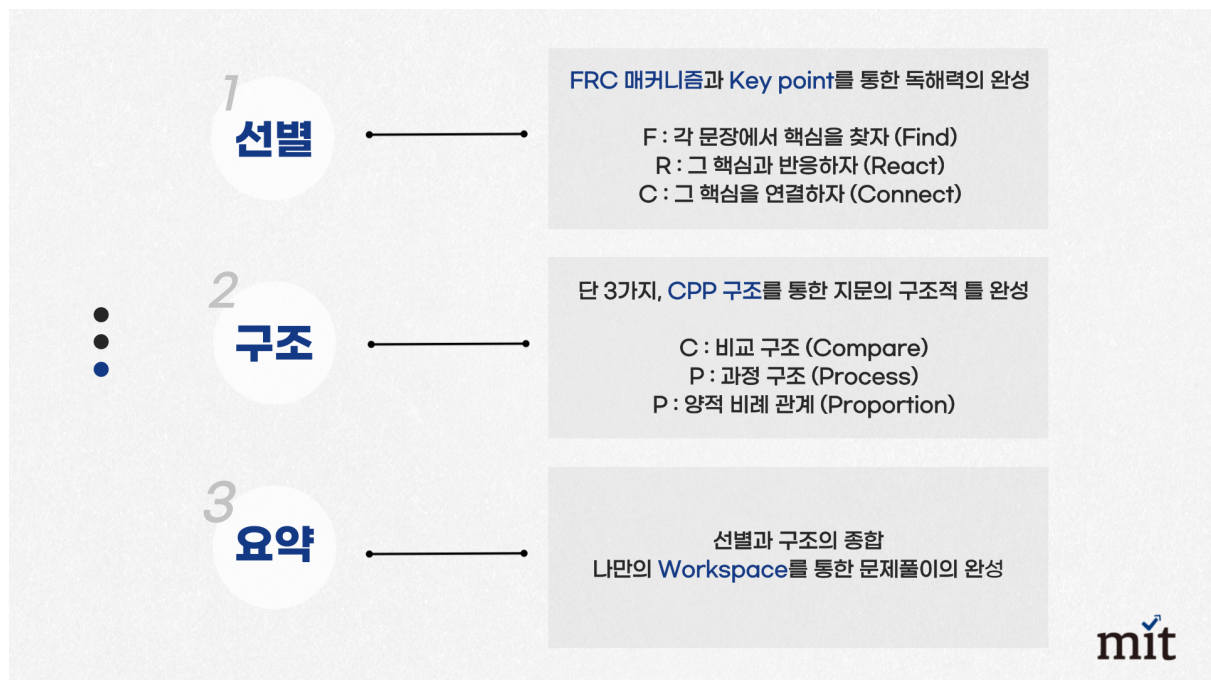 1
선별
FRC 매커니즘과 Key point를 통한 독해력의 완성
F : 각 문장에서 핵심을 찾자 (Find)
R : 그 핵심과 반응하자 (React)
C : 그 핵심을 연결하자 (Connect)
2
구조
단 3가지, CPP 구조를 통한 지문의 구조적 틀 완성
C : 비교 구조 (Compare)
P : 과정 구조 (Process)
P : 양적 비례 관계 (Proportion)
3
요약
선별과 구조의 종합
나만의 Workspace를 통한 문제풀이의 완성
mit